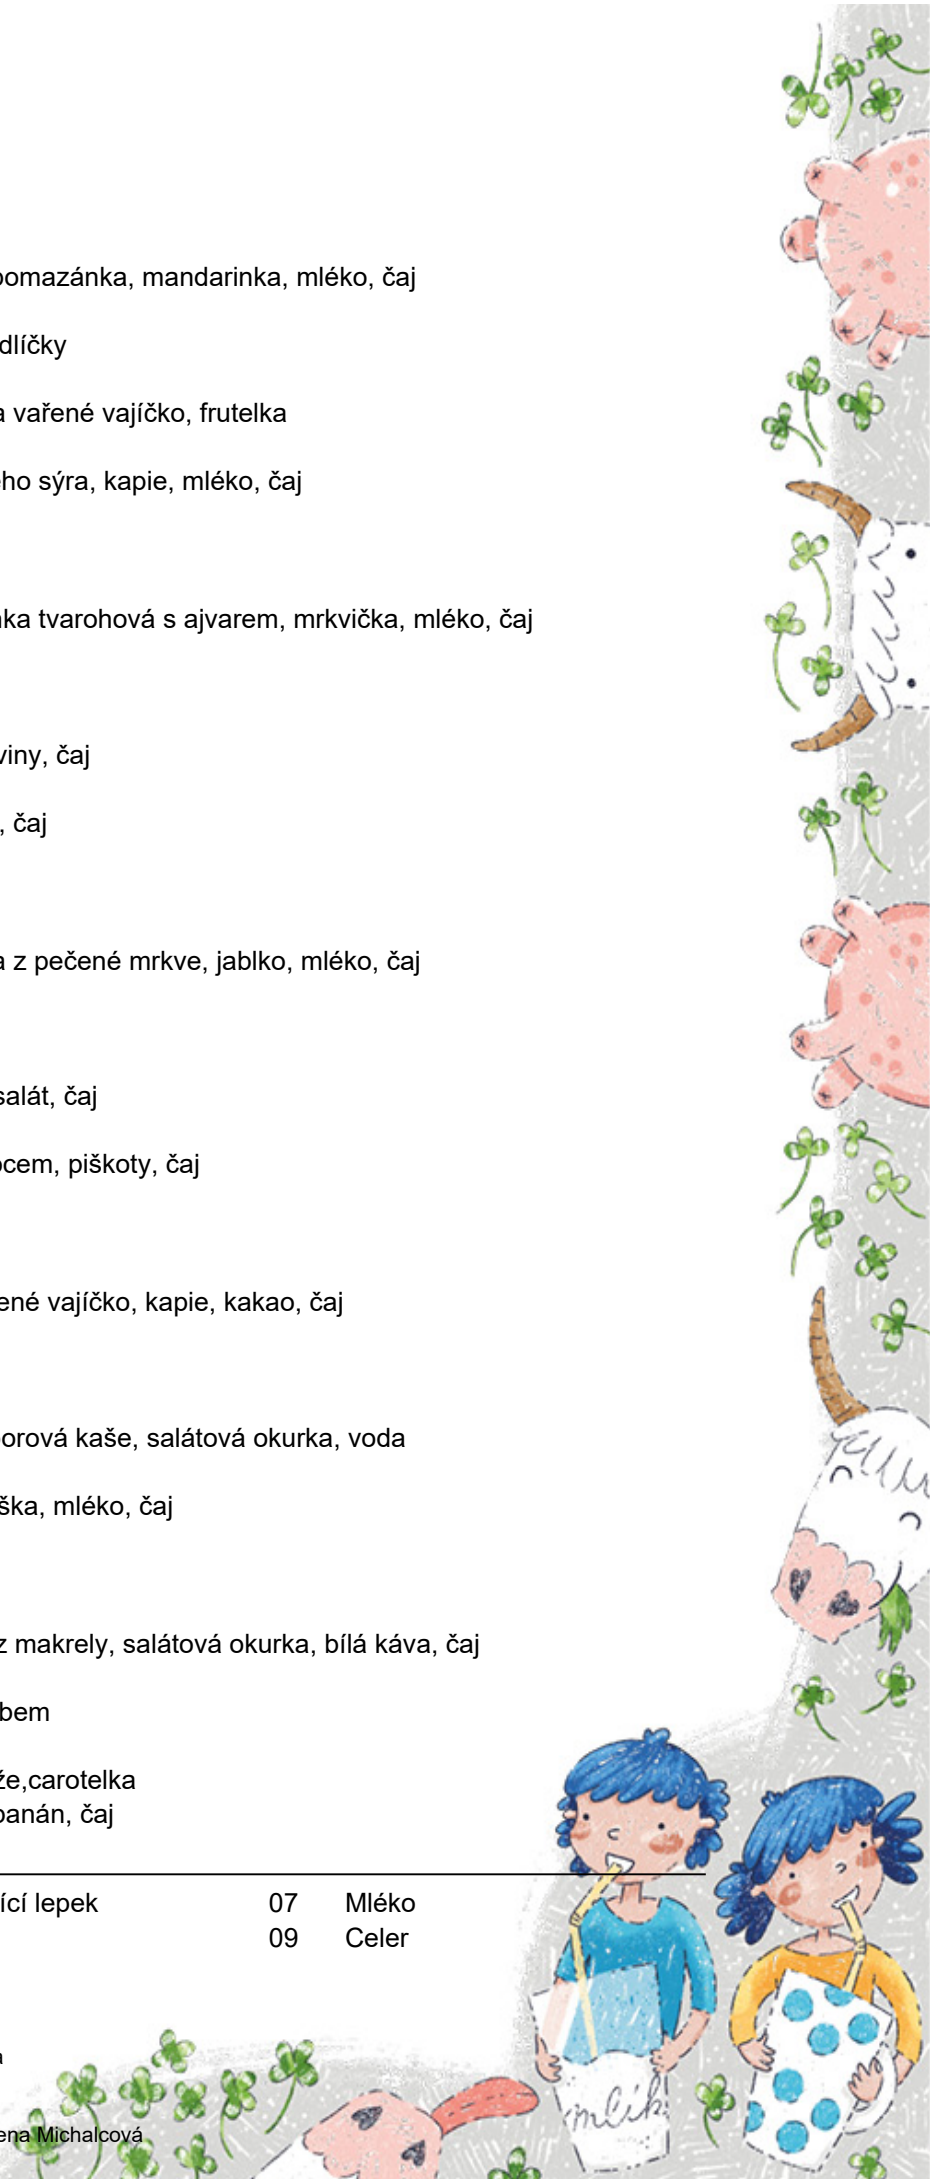 pomazánka, mandarinka, mléko, čaj
dlíčky
a vařené vajíčko, frutelka
ého sýra, kapie, mléko, čaj
nka tvarohová s ajvarem, mrkvička, mléko, čaj
viny, čaj
, čaj
a z pečené mrkve, jablko, mléko, čaj
salát, čaj
ocem, piškoty, čaj
ené vajíčko, kapie, kakao, čaj
orová kaše, salátová okurka, voda
ška, mléko, čaj
z makrely, salátová okurka, bílá káva, čaj
bem
že,carotelka
banán, čaj
ící lepek 07 Mléko
09 Celer
a
ena Michalcová
mlék